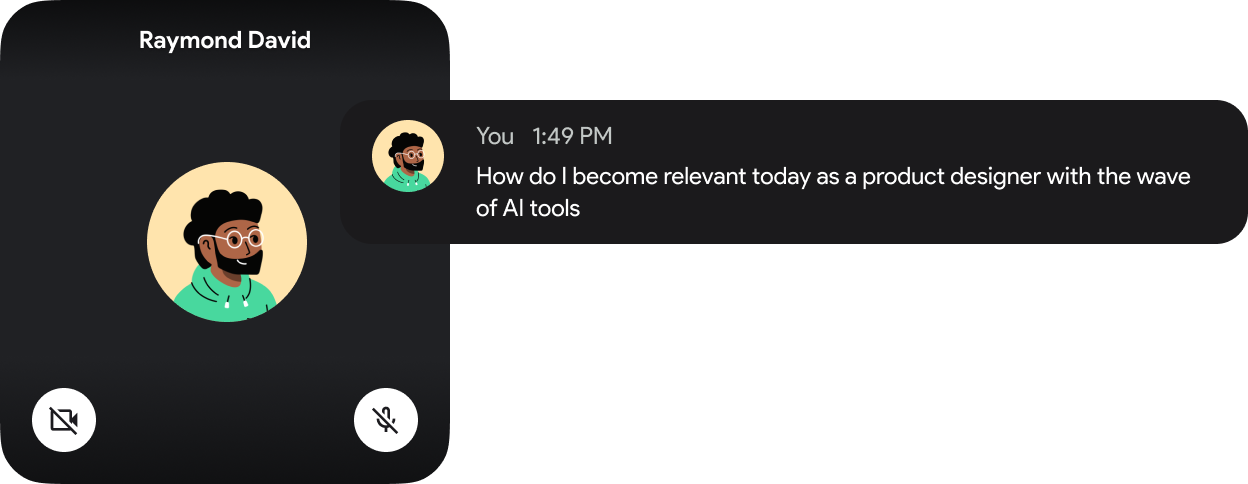 Raymond David
You 1:49 PM
How do I become relevant today as a product designer with the wave
of AI tools